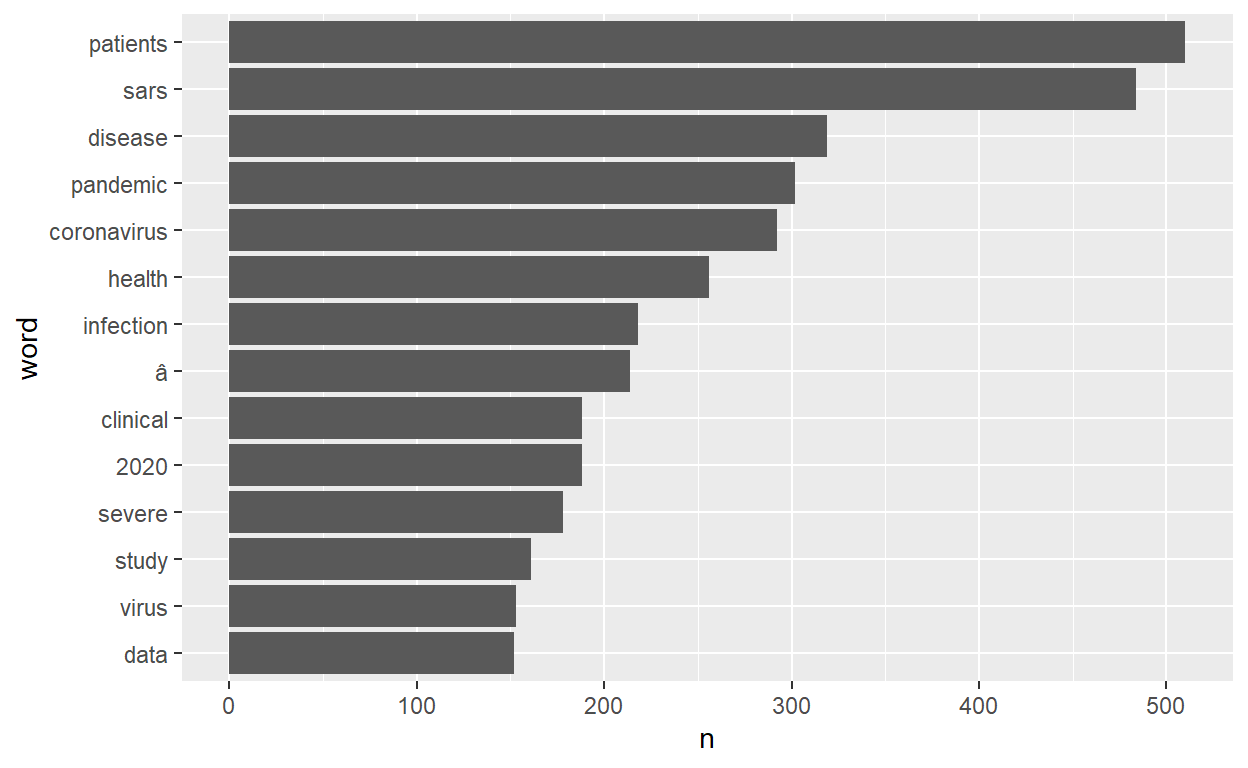 patients
sars
disease
pandemic
coronavirus
health
infection
â
clinical
2020
severe
study
virus
data
word
0 100 200 300 400 500
n